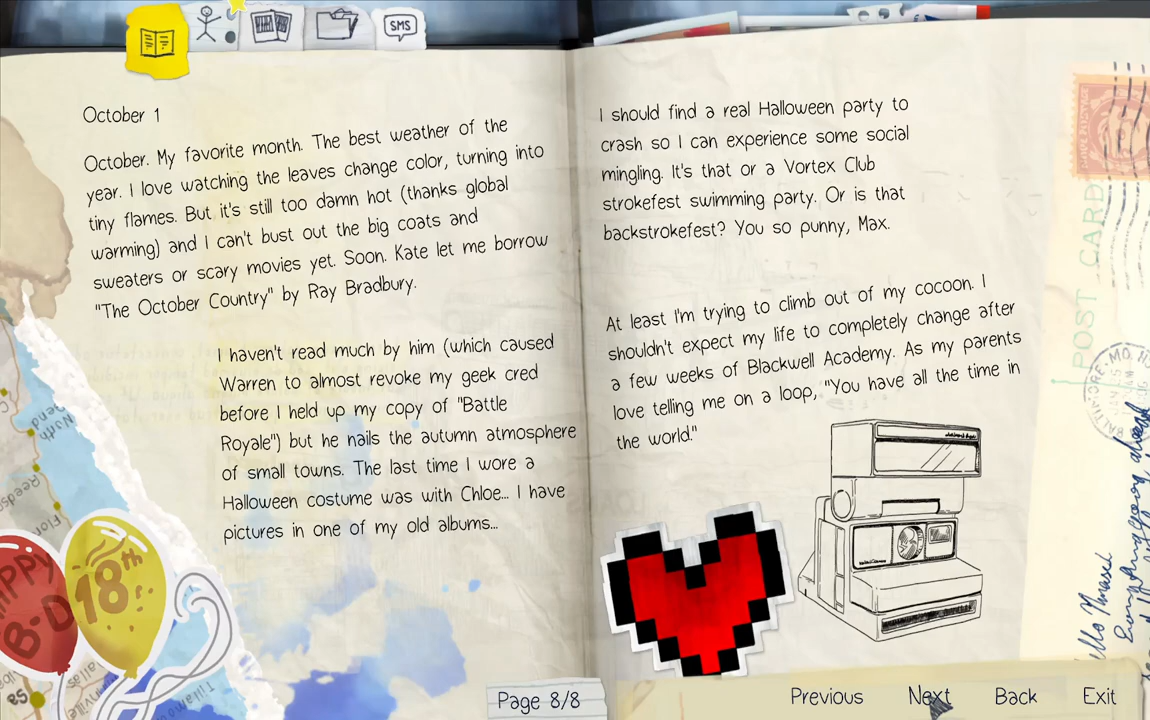 SMS
October 1
October. My favorite month. The best weather of the
year. I love watching the leaves change color, turning into
tiny flames. But it's still too damn hot (thanks global
warming) and I can't bust out the big coats and
sweaters or scary movies yet. Soon. Kate let me borrow
"The October Country" by Ray Bradbury.
I haven't read much by him (which caused
Warren to almost revoke my geek cred
before I held up my copy of "Battle
Royale") but he nails the autumn atmosphere
of small towns. The last time I wore a
Halloween costume was with Chloe... I have
pictures in one of my old albums...
North
Bend
Reedsp
Flor
HAPPY
B-D
18th
I should find a real Halloween party to
crash so I can experience some social
mingling. It's that or a Vortex Club
strokefest swimming party. Or is that
backstrokefest? You so punny, Max.
At least I'm trying to climb out of my cocoon. I
shouldn't expect my life to completely change after
a few weeks of Blackwell Academy. As my parents
love telling me on a loop, "You have all the time in
the world."
POST CARD
Page 8/8
Previous
Next
Back
Exit